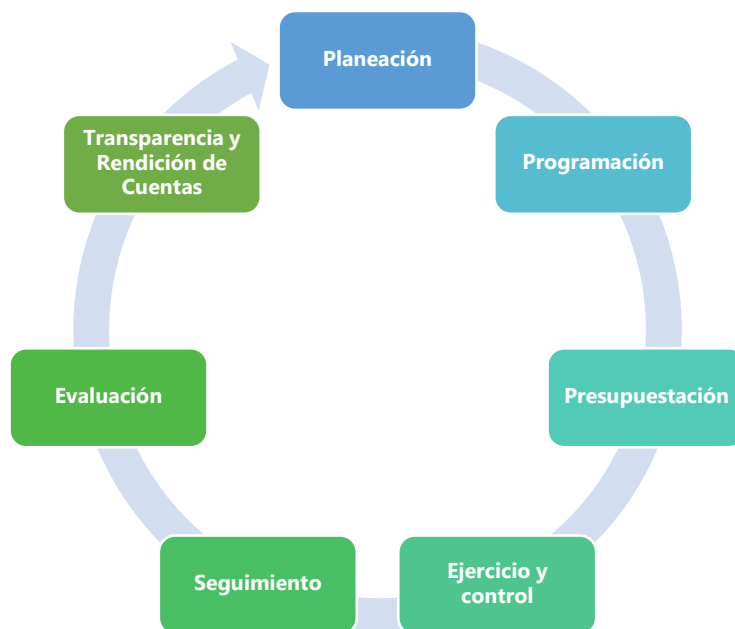 Planeación
Programación
Presupuestación
Ejercicio y
control
Seguimiento
Evaluación
Transparencia y
Rendición de
Cuentas